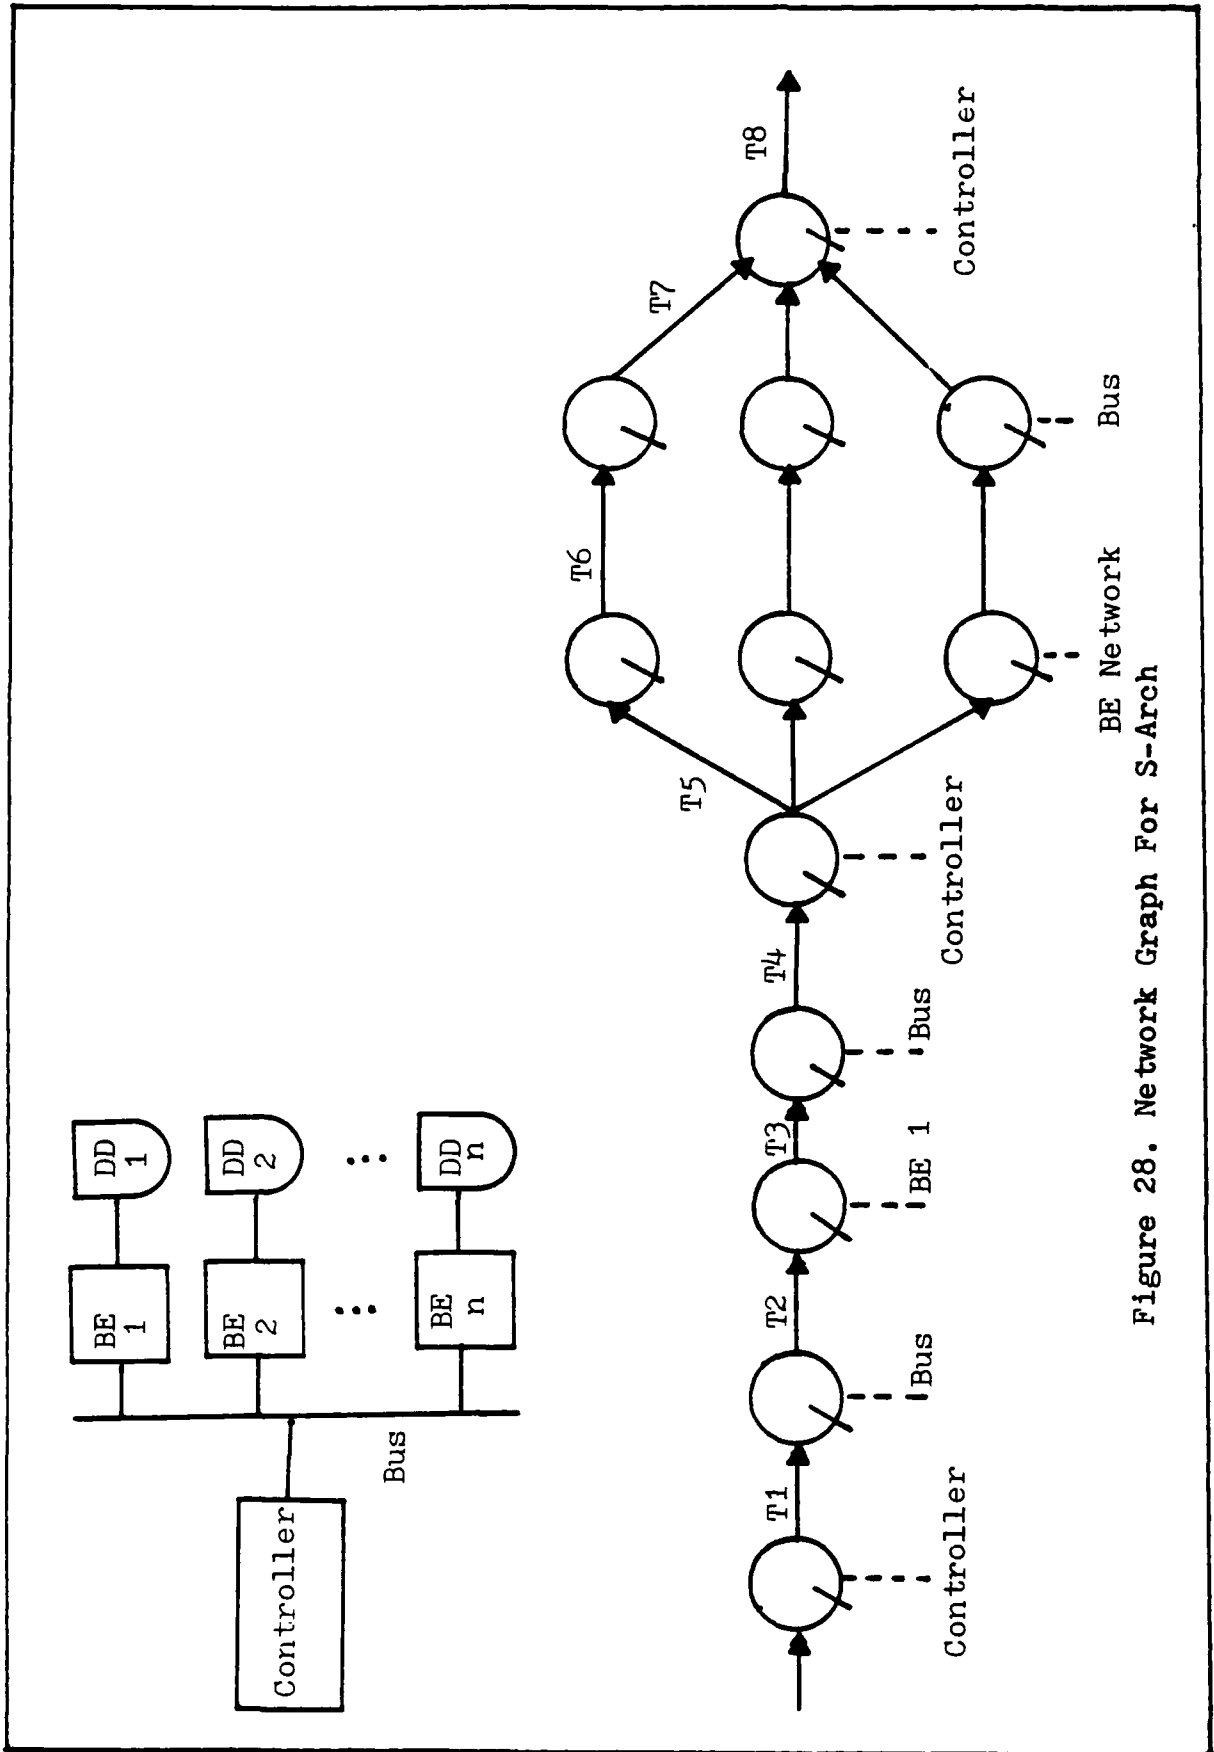 Controller
Bus
BE
1
BE
2
...
BE
n
DD
1
DD
2
...
DD
n
T1
T2
T3
T4
T5
T6
T7
T8
Controller
Bus
BE 1
Bus
Controller
BE Network
Bus
Controller
Figure 28. Network Graph For S-Arch